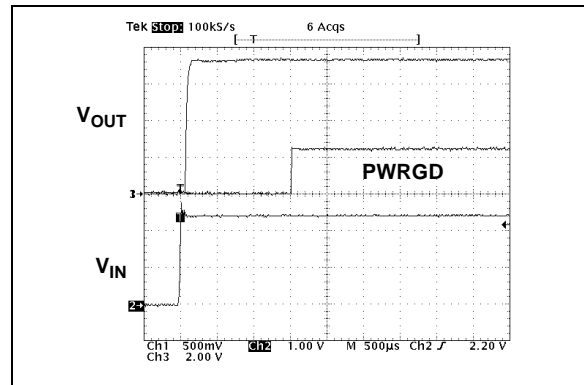 Tek Stop: 100kS/s 6 Acqs
T
VOUT
PWRGD
3
T
1
VIN
2
Ch1 500mV Ch2 1.00 V M 500µs Ch2 ƒ 2.20 V
Ch3 2.00 V